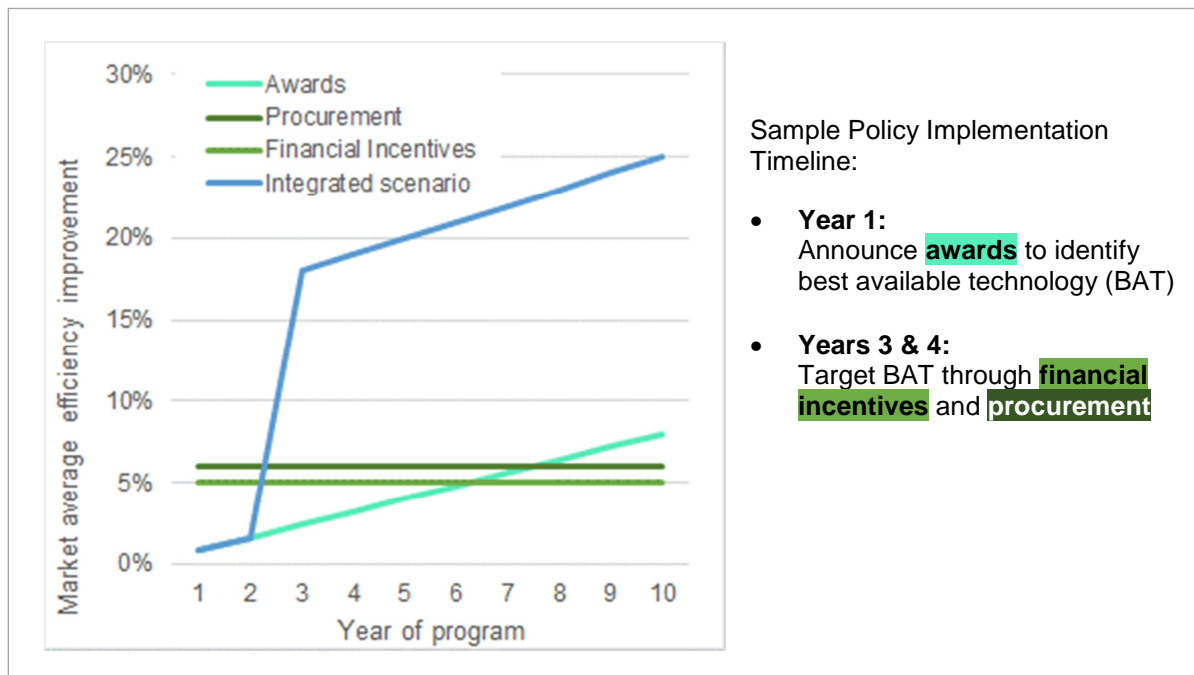 30%
25%
20%
15%
10%
5%
0%
Market average efficiency improvement
Awards
Procurement
Financial Incentives
Integrated scenario
1 2 3 4 5 6 7 8 9 10
Year of program
Sample Policy Implementation
Timeline:
• Year 1:
Announce awards to identify
best available technology (BAT)
• Years 3 & 4:
Target BAT through financial
incentives and procurement